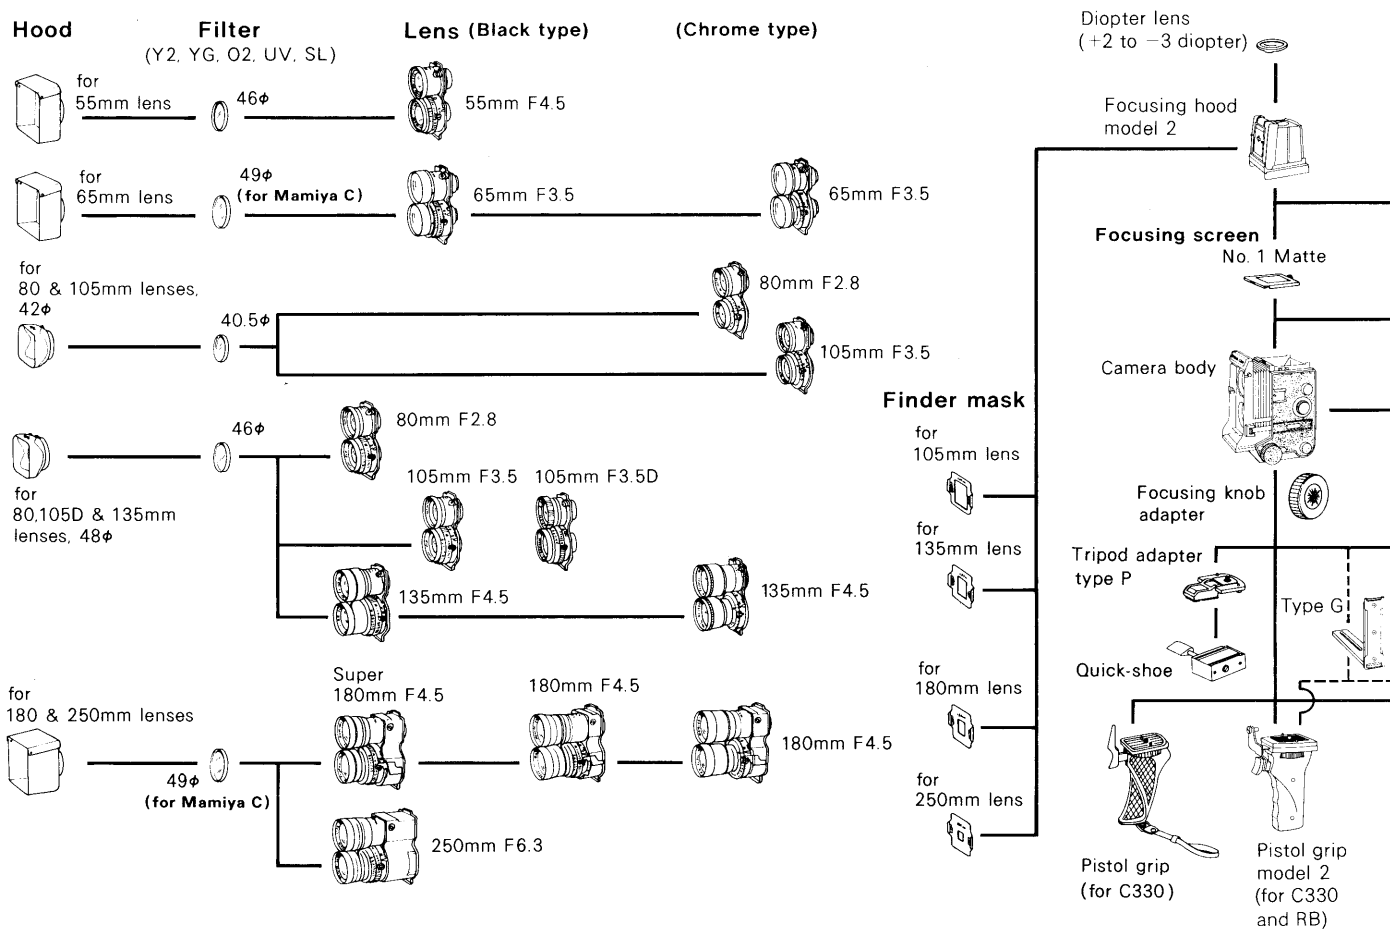 Hood
Filter
(Y2, YG, O2, UV, SL)
Lens (Black type)
(Chrome type)
for
55mm lens
46φ
55mm F4.5
for
65mm lens
49φ
(for Mamiya C)
65mm F3.5
65mm F3.5
for
80 & 105mm lenses,
42φ
40.5φ
80mm F2.8
105mm F3.5
46φ
80mm F2.8
105mm F3.5
105mm F3.5D
for
80,105D & 135mm
lenses, 48φ
135mm F4.5
135mm F4.5
for
180 & 250mm lenses
49φ
(for Mamiya C)
Super
180mm F4.5
180mm F4.5
180mm F4.5
250mm F6.3
Finder mask
for
105mm lens
for
135mm lens
for
180mm lens
for
250mm lens
Diopter lens
(+2 to −3 diopter)
Focusing hood
model 2
Focusing screen
No. 1 Matte
Camera body
Focusing knob
adapter
Tripod adapter
type P
Type G
Quick-shoe
Pistol grip
(for C330)
Pistol grip
model 2
(for C330
and RB)